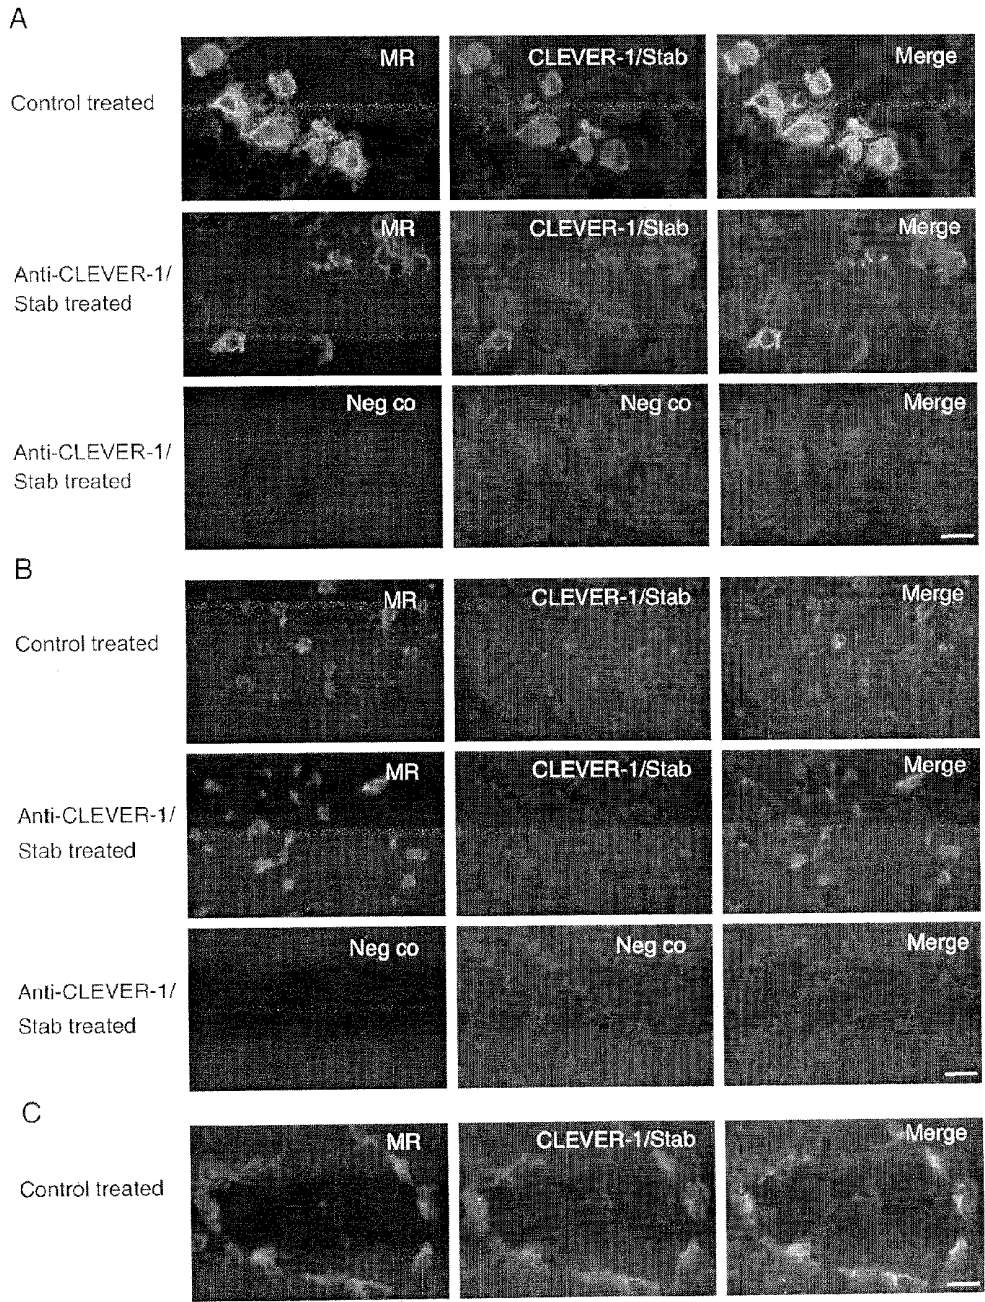 A
Control treated
MR
CLEVER-1/Stab
Merge
Anti-CLEVER-1/
Stab treated
MR
CLEVER-1/Stab
Merge
Anti-CLEVER-1/
Stab treated
Neg co
Neg co
Merge
B
Control treated
MR
CLEVER-1/Stab
Merge
Anti-CLEVER-1/
Stab treated
MR
CLEVER-1/Stab
Merge
Anti-CLEVER-1/
Stab treated
Neg co
Neg co
Merge
C
Control treated
MR
CLEVER-1/Stab
Merge